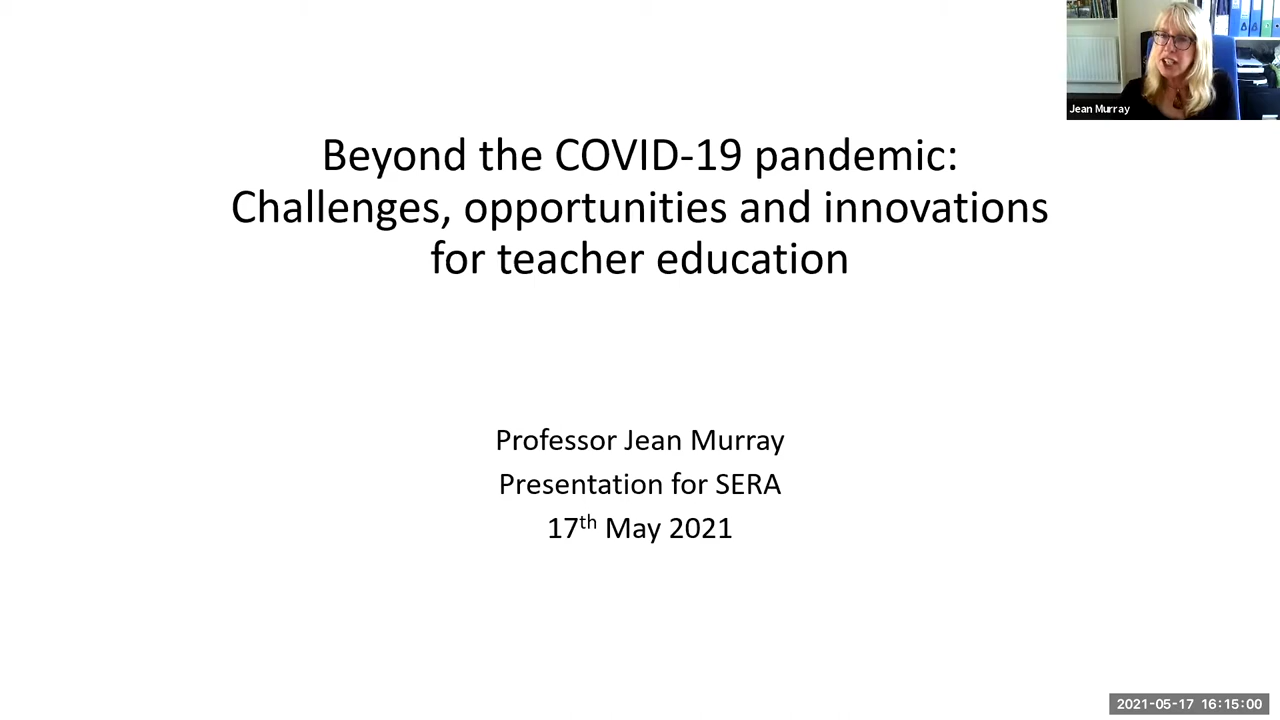 Jean Murray
Beyond the COVID-19 pandemic:
Challenges, opportunities and innovations
for teacher education
Professor Jean Murray
Presentation for SERA
17th May 2021
2021-05-17 16:15:00